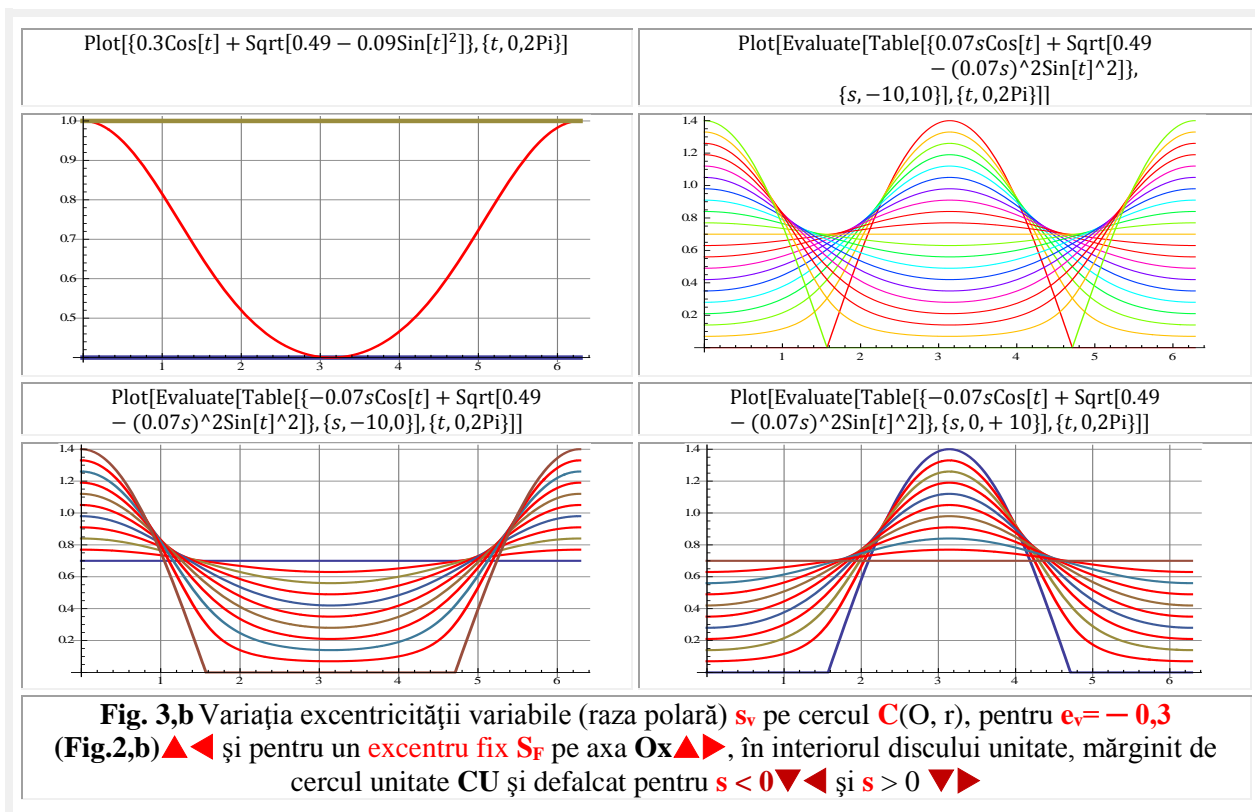 Plot[{0.3Cos[t] + Sqrt[0.49 − 0.09Sin[t]²]}, {t, 0,2Pi}]
Plot[Evaluate[Table[{0.07sCos[t] + Sqrt[0.49
− (0.07s)^2Sin[t]^2]},
{s, −10,10}], {t, 0,2Pi}]]
1.0
0.9
0.8
0.7
0.6
0.5
1 2 3 4 5 6
1.4
1.2
1.0
0.8
0.6
0.4
0.2
1 2 3 4 5 6
Plot[Evaluate[Table[{−0.07sCos[t] + Sqrt[0.49
− (0.07s)^2Sin[t]^2]}, {s, −10,0}], {t, 0,2Pi}]]
Plot[Evaluate[Table[{−0.07sCos[t] + Sqrt[0.49
− (0.07s)^2Sin[t]^2]}, {s, 0, + 10}], {t, 0,2Pi}]]
1.4
1.2
1.0
0.8
0.6
0.4
0.2
1 2 3 4 5 6
1.4
1.2
1.0
0.8
0.6
0.4
0.2
1 2 3 4 5 6
Fig. 3,b Variaţia excentricităţii variabile (raza polară) sv pe cercul C(O, r), pentru ev= — 0,3
(Fig.2,b)▲◀ şi pentru un excentru fix SF pe axa Ox▲▶, în interiorul discului unitate, mărginit de
cercul unitate CU şi defalcat pentru s < 0▼◀ şi s > 0 ▼▶